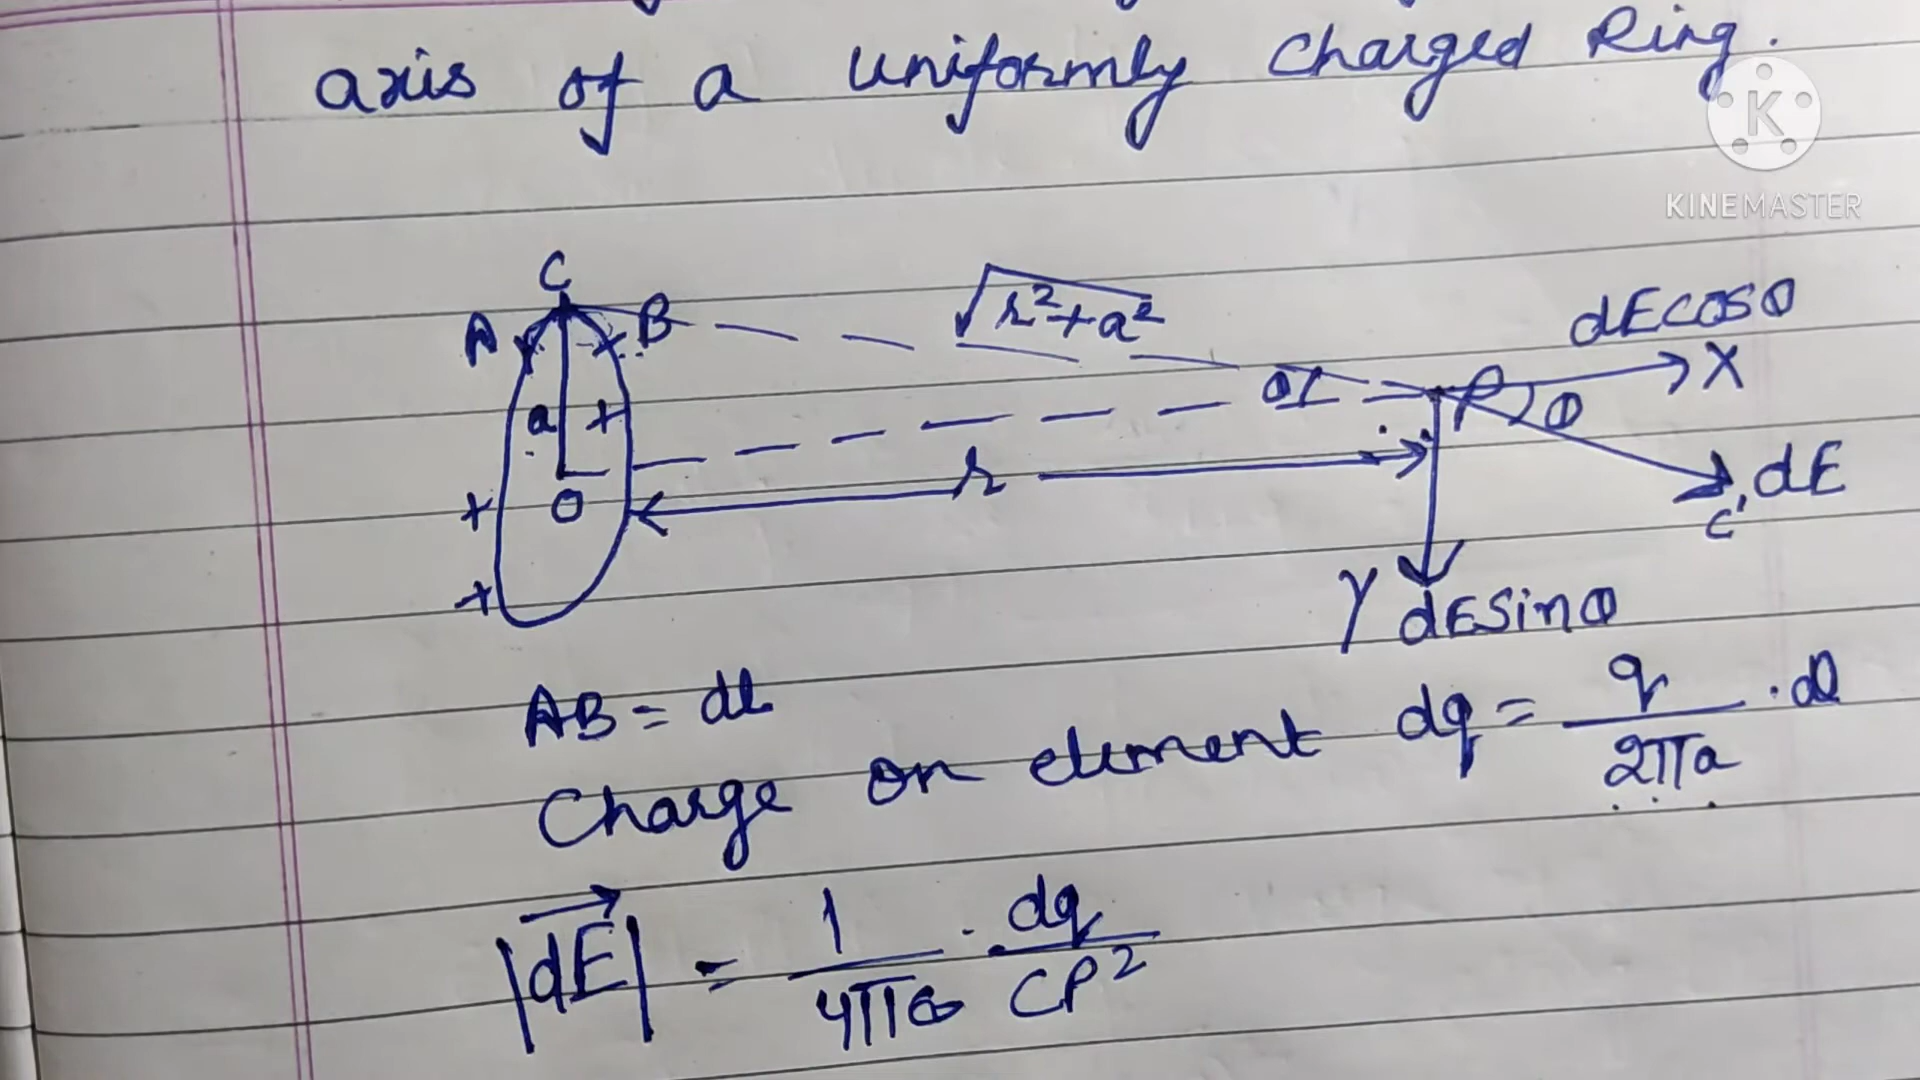 axis of a uniformly charged Ring.
K
KINEMASTER
C
A B √r²+a² dEcosθ
a + θ P θ X
r dE
+ O C'
+ Y dEsinθ
AB = dl
Charge on element dq = q/2πa . dl
|dE→| = 1/4πε₀ . dq/CP²